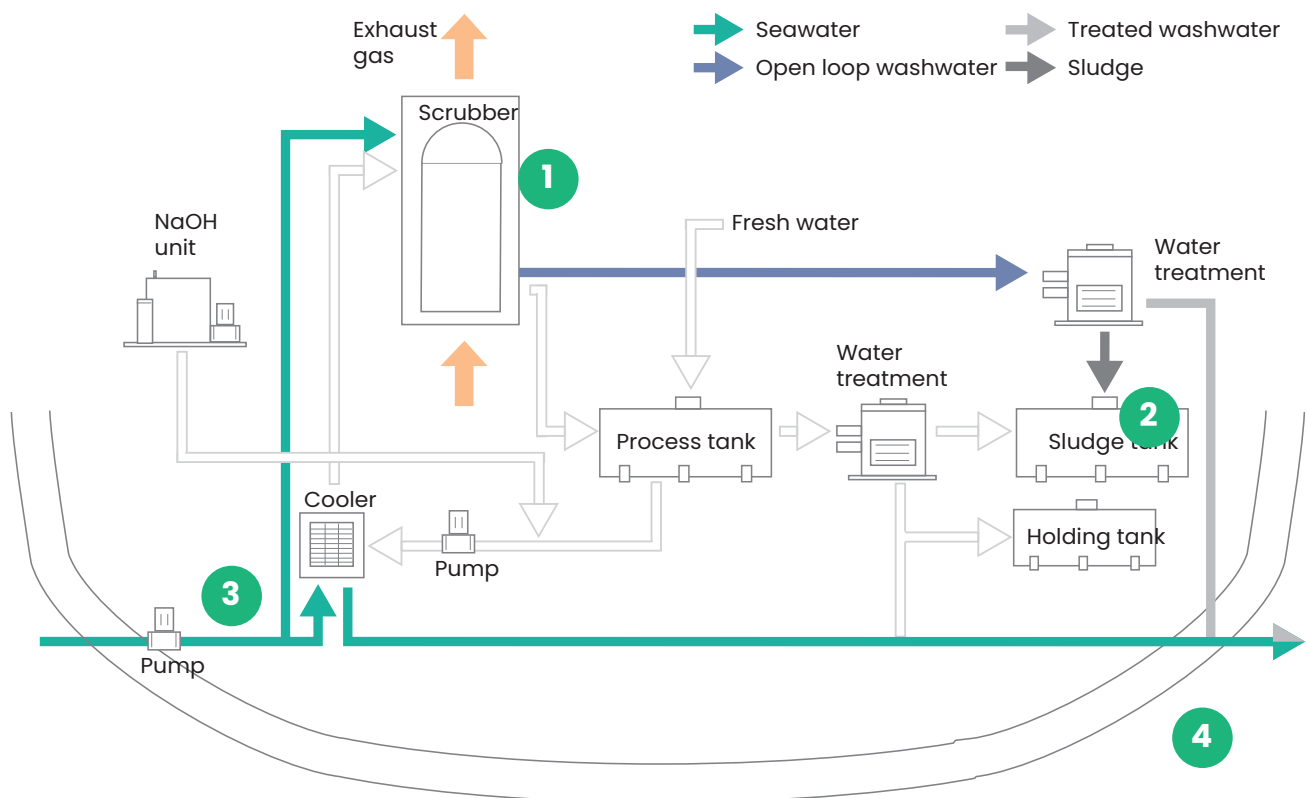 Exhaust
gas
Seawater
Treated washwater
Open loop washwater
Sludge
Scrubber
1
NaOH
unit
Fresh water
Water
treatment
Water
treatment
2
Process tank
Sludge tank
Cooler
Holding tank
Pump
3
Pump
4